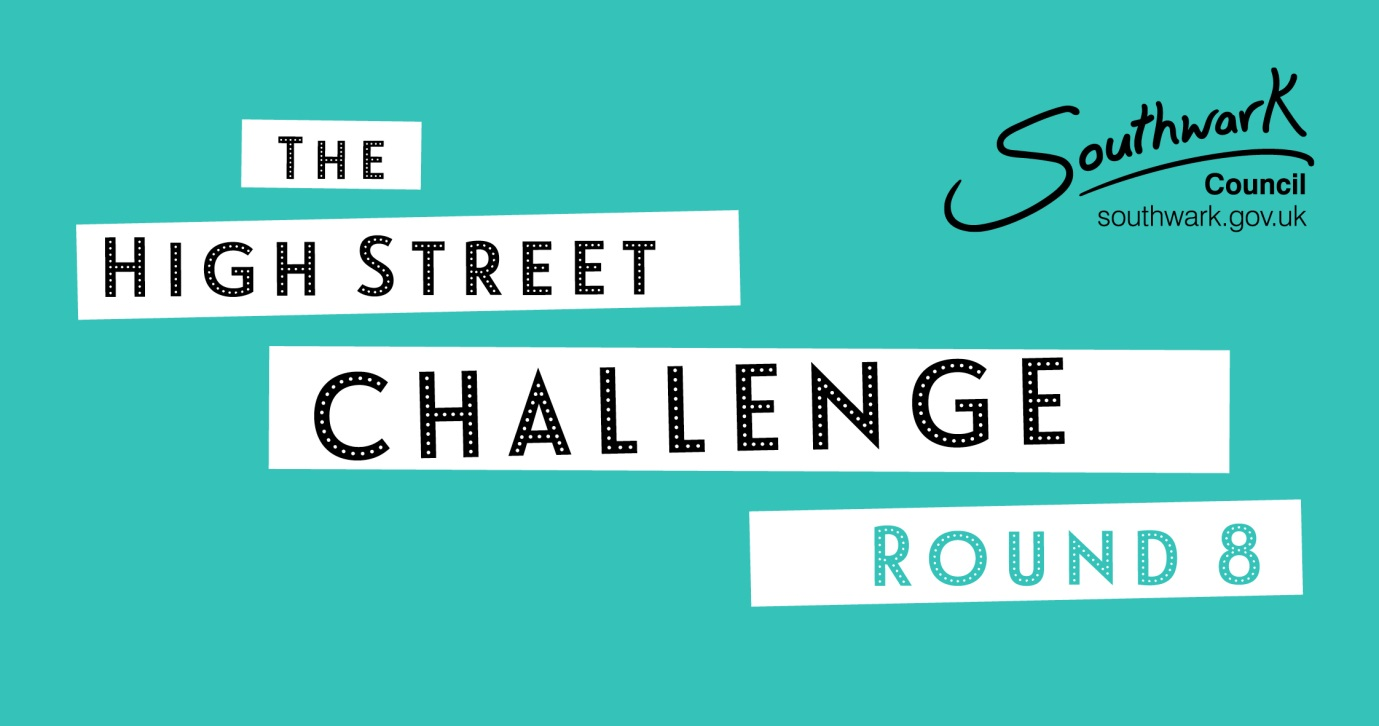 The
High Street
Challenge
Round 8
Southwark
Council
southwark.gov.uk